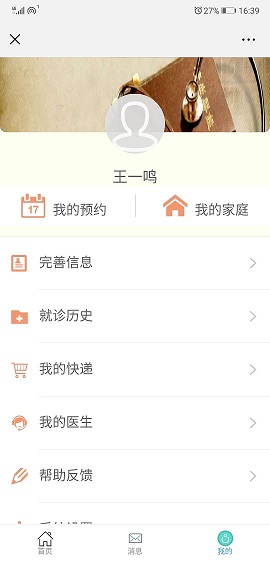 27% 16:39
王一鸣
17 我的预约
我的家庭
完善信息
就诊历史
我的快递
我的医生
帮助反馈
首页
消息
我的